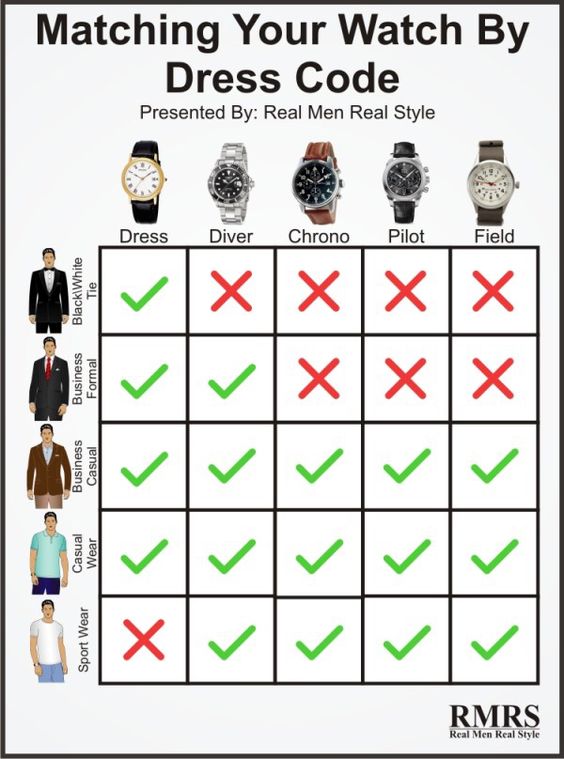 Matching Your Watch By
Dress Code
Presented By: Real Men Real Style
Dress Diver Chrono Pilot Field
Black\White
Tie
Business
Formal
Business
Casual
Casual
Wear
Sport Wear
RMRS
Real Men Real Style